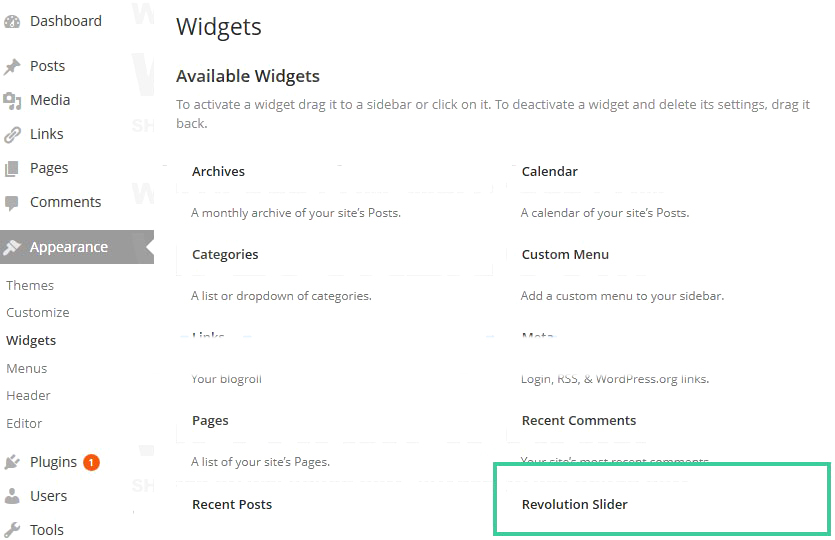 Dashboard
Posts
Media
Links
Pages
Comments
Appearance
Themes
Customize
Widgets
Menus
Header
Editor
Plugins 1
Users
Tools
Widgets
Available Widgets
To activate a widget drag it to a sidebar or click on it. To deactivate a widget and delete its settings, drag it
back.
Archives
A monthly archive of your site's Posts.
Calendar
A calendar of your site's Posts.
Categories
A list or dropdown of categories.
Custom Menu
Add a custom menu to your sidebar.
Links
Your blogroll
Meta
Login, RSS, & WordPress.org links.
Pages
A list of your site's Pages.
Recent Comments
Your site's most recent comments.
Recent Posts
Revolution Slider